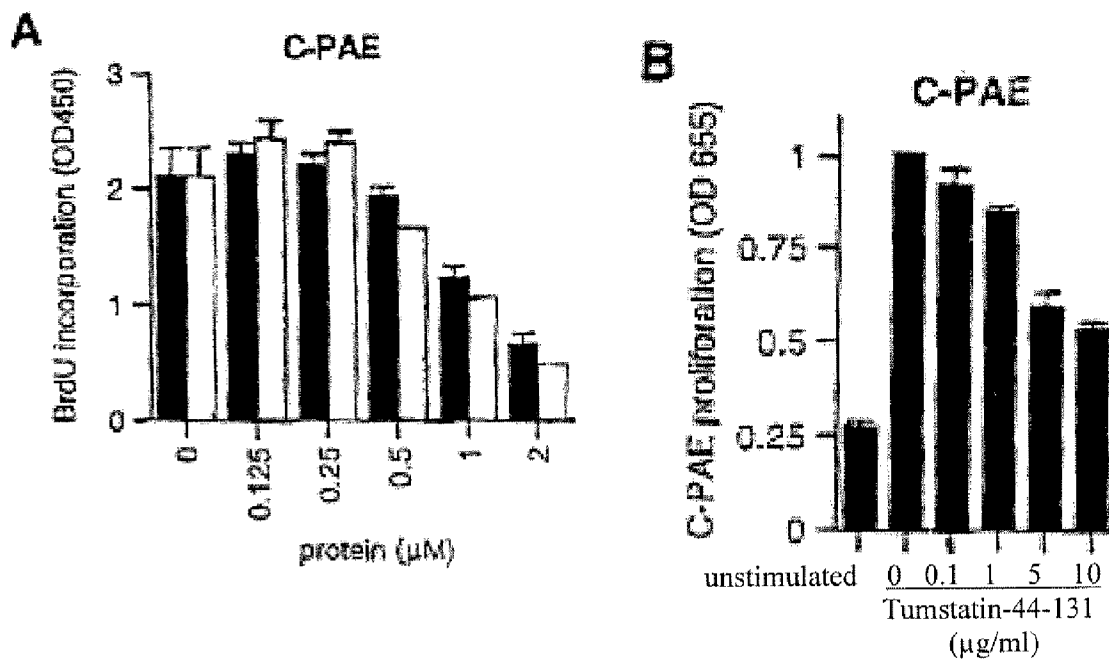 A
C-PAE
BrdU incorporation (OD450)
3
2
1
0
0
0.125
0.25
0.5
1
2
protein (µM)
B
C-PAE
C-PAE proliforation (OD 655)
1
0.75
0.5
0.25
0
unstimulated 0 0.1 1 5 10
Tumstatin-44-131
(µg/ml)